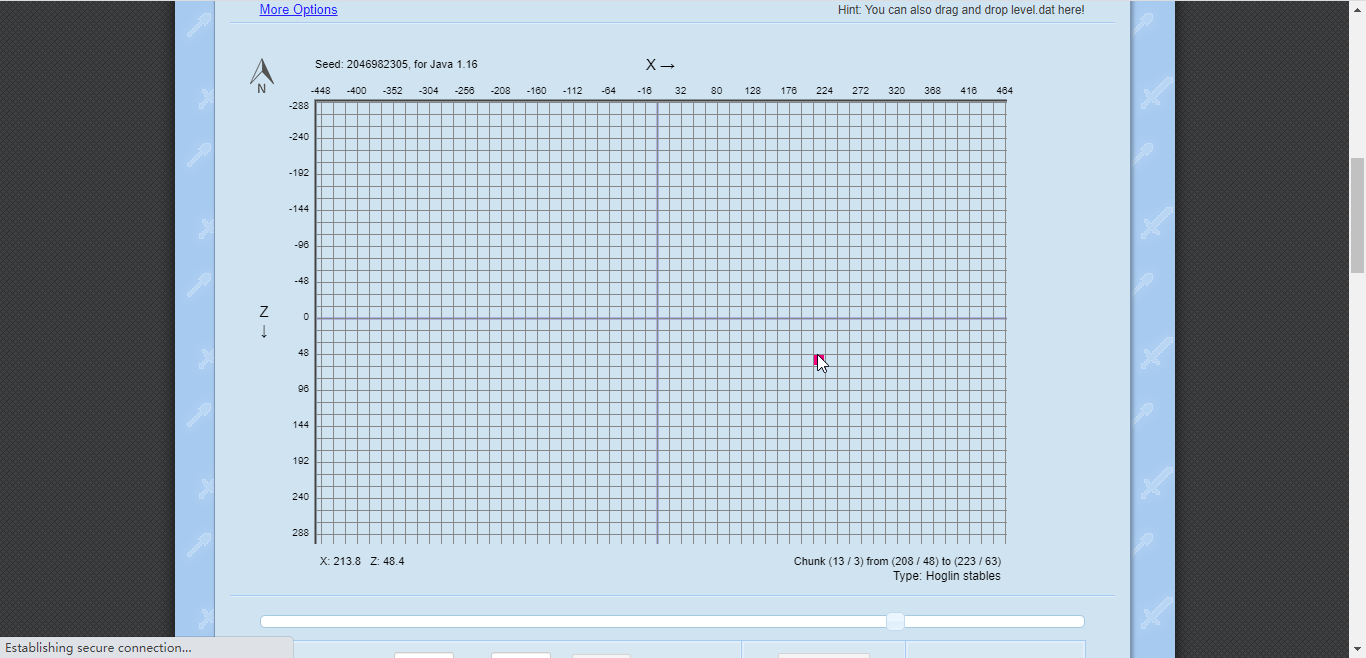 More Options
Hint: You can also drag and drop level.dat here!
Seed: 2046982305, for Java 1.16
X →
N
-448 -400 -352 -304 -256 -208 -160 -112 -64 -16 32 80 128 176 224 272 320 368 416 464
-288
-240
-192
-144
-96
-48
Z
↓
0
48
96
144
192
240
288
X: 213.8 Z: 48.4
Chunk (13 / 3) from (208 / 48) to (223 / 63)
Type: Hoglin stables
Establishing secure connection...